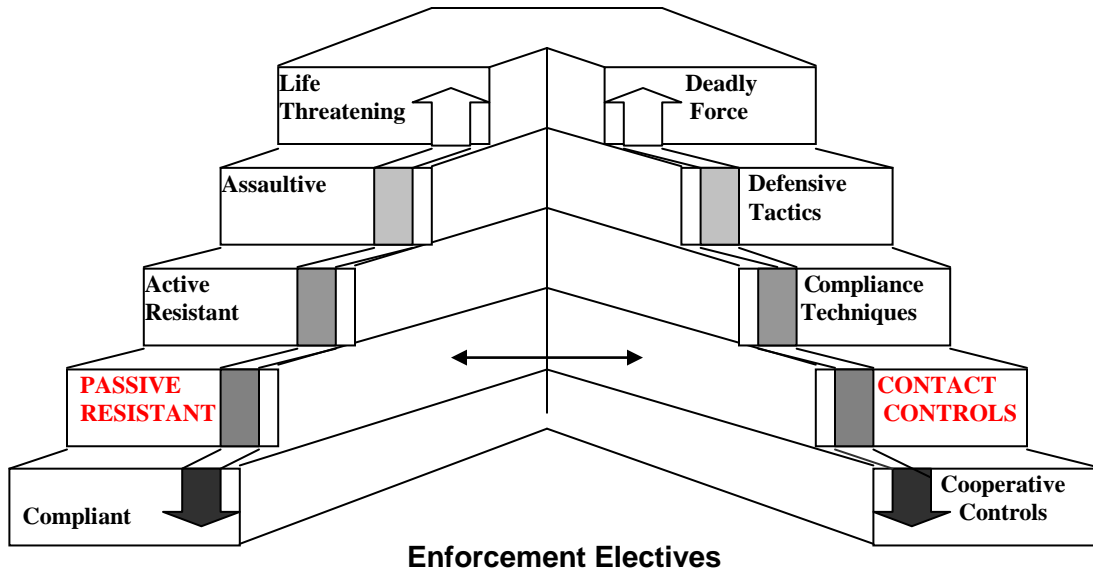 Life
Threatening
Deadly
Force
Assaultive
Defensive
Tactics
Active
Resistant
Compliance
Techniques
PASSIVE
RESISTANT
CONTACT
CONTROLS
Compliant
Cooperative
Controls
Enforcement Electives